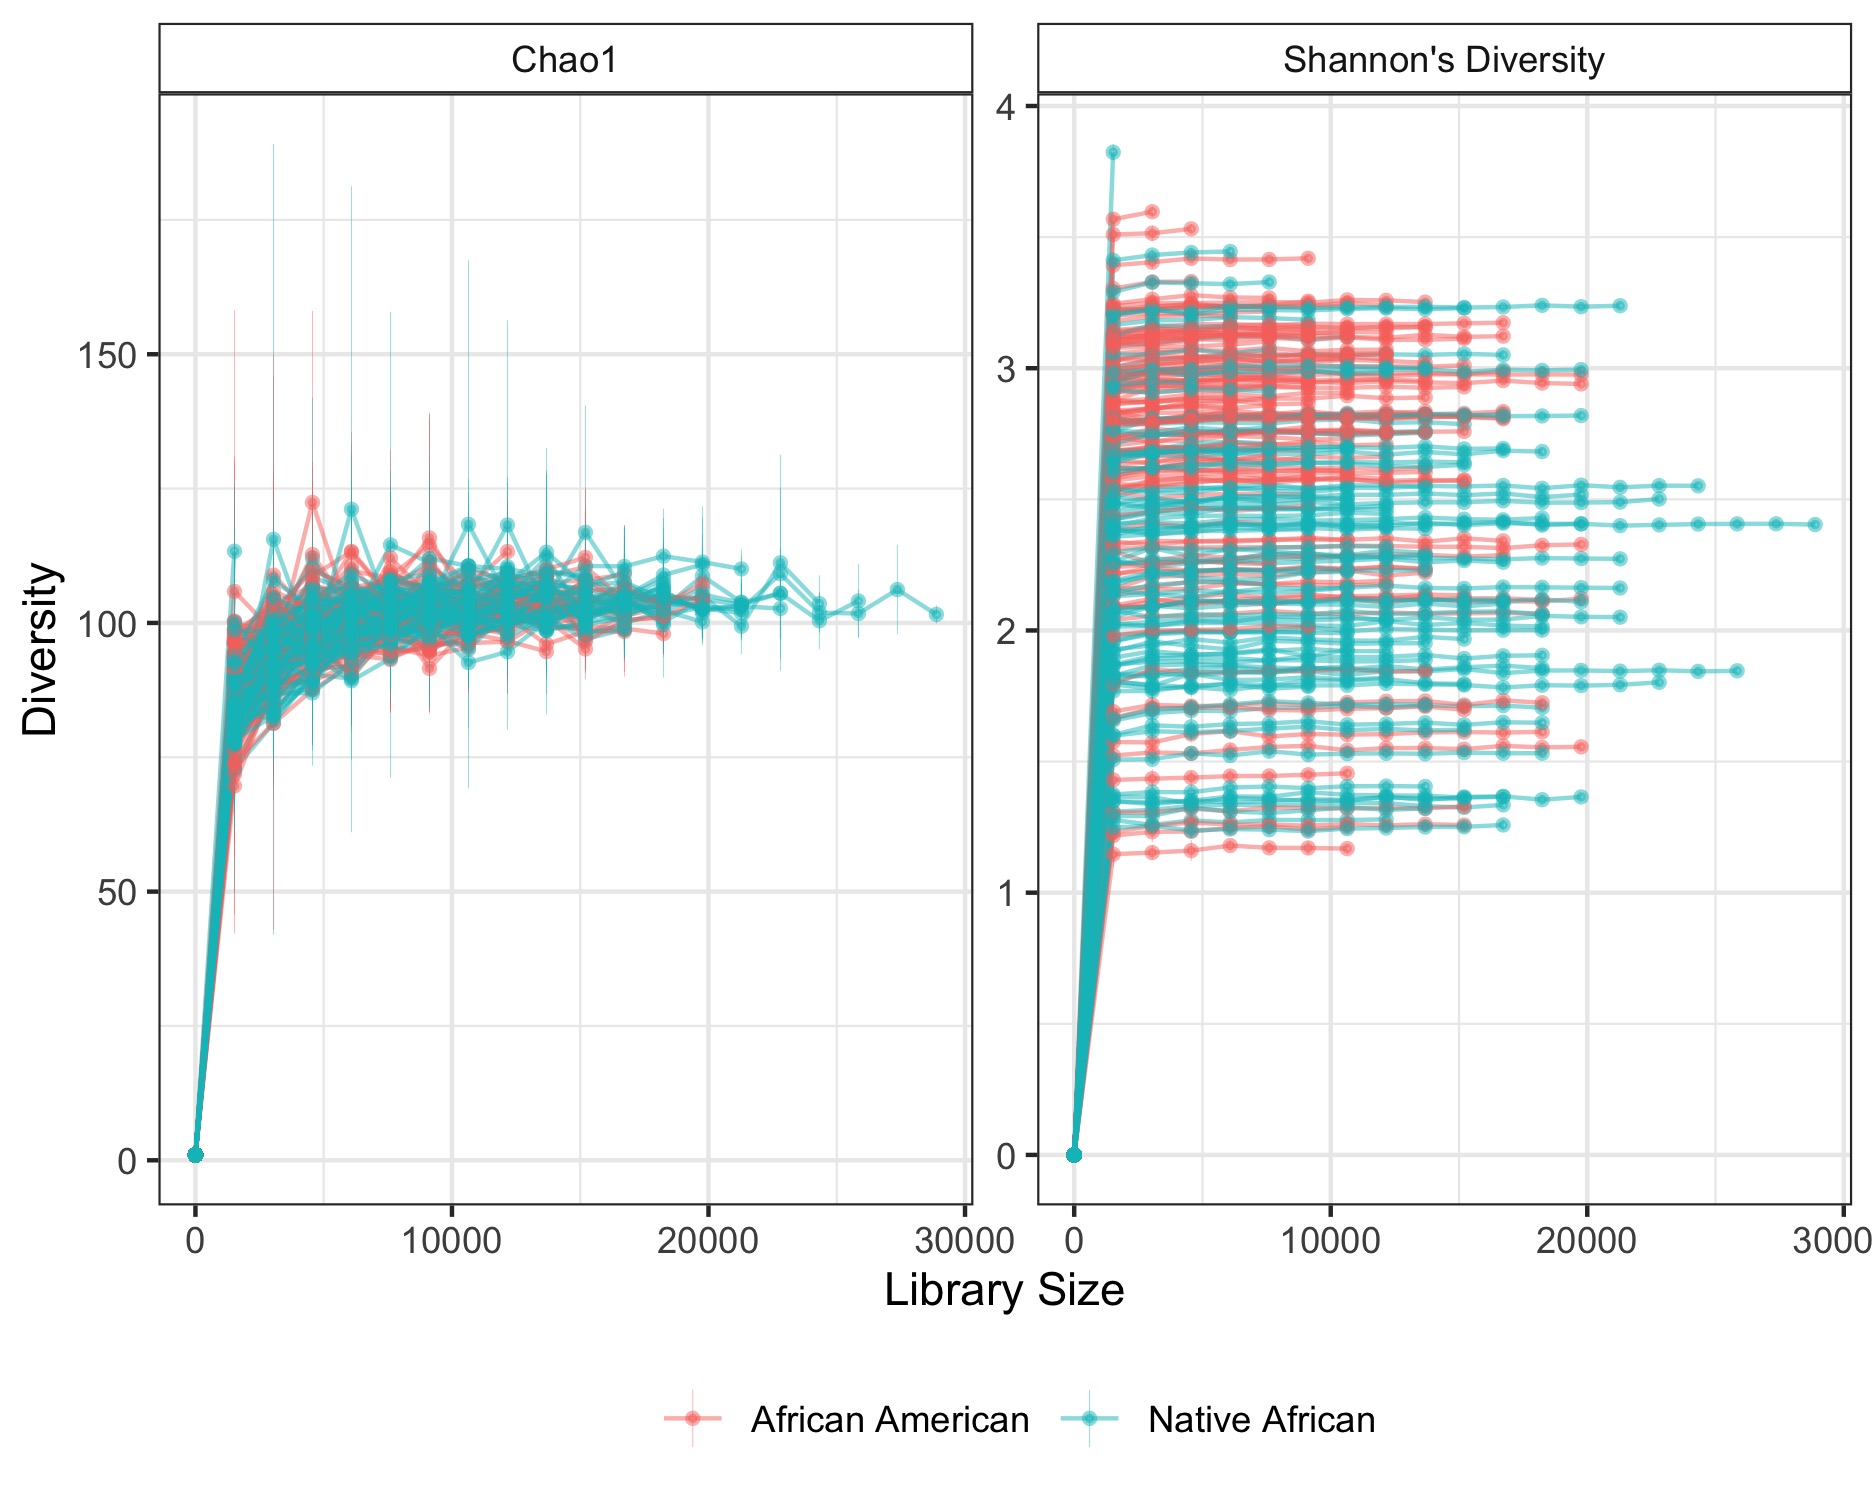 Chao1
Shannon's Diversity
Diversity
150
100
50
0
4
3
2
1
0
0 10000 20000 30000
0 10000 20000 3000
Library Size
African American Native African